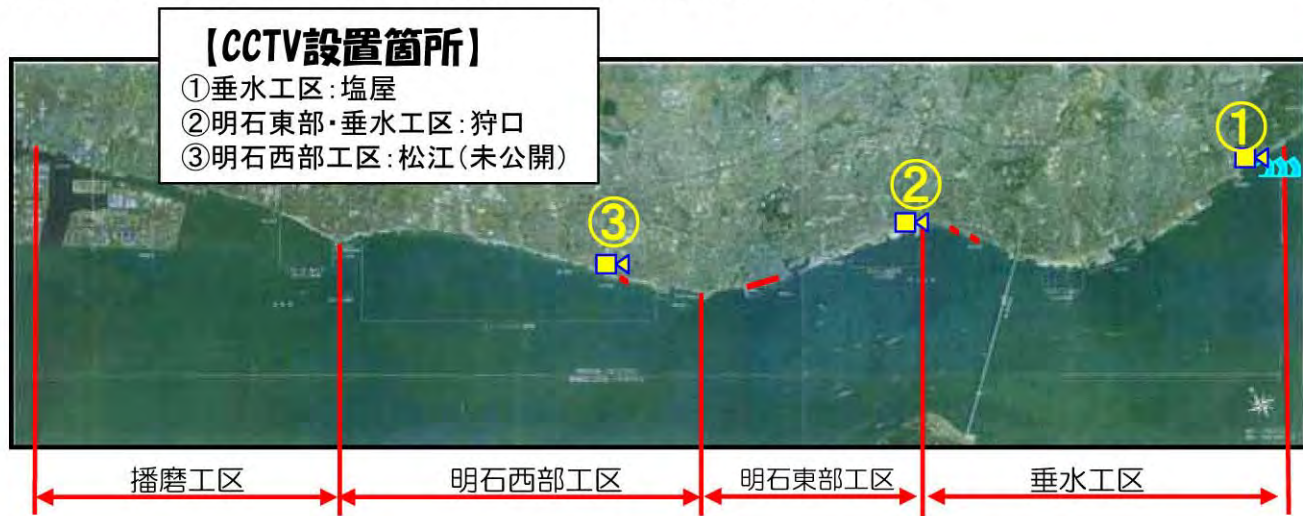 【CCTV設置箇所】
①垂水工区:塩屋
②明石東部・垂水工区:狩口
③明石西部工区:松江(未公開)
①
②
③
播磨工区
明石西部工区
明石東部工区
垂水工区